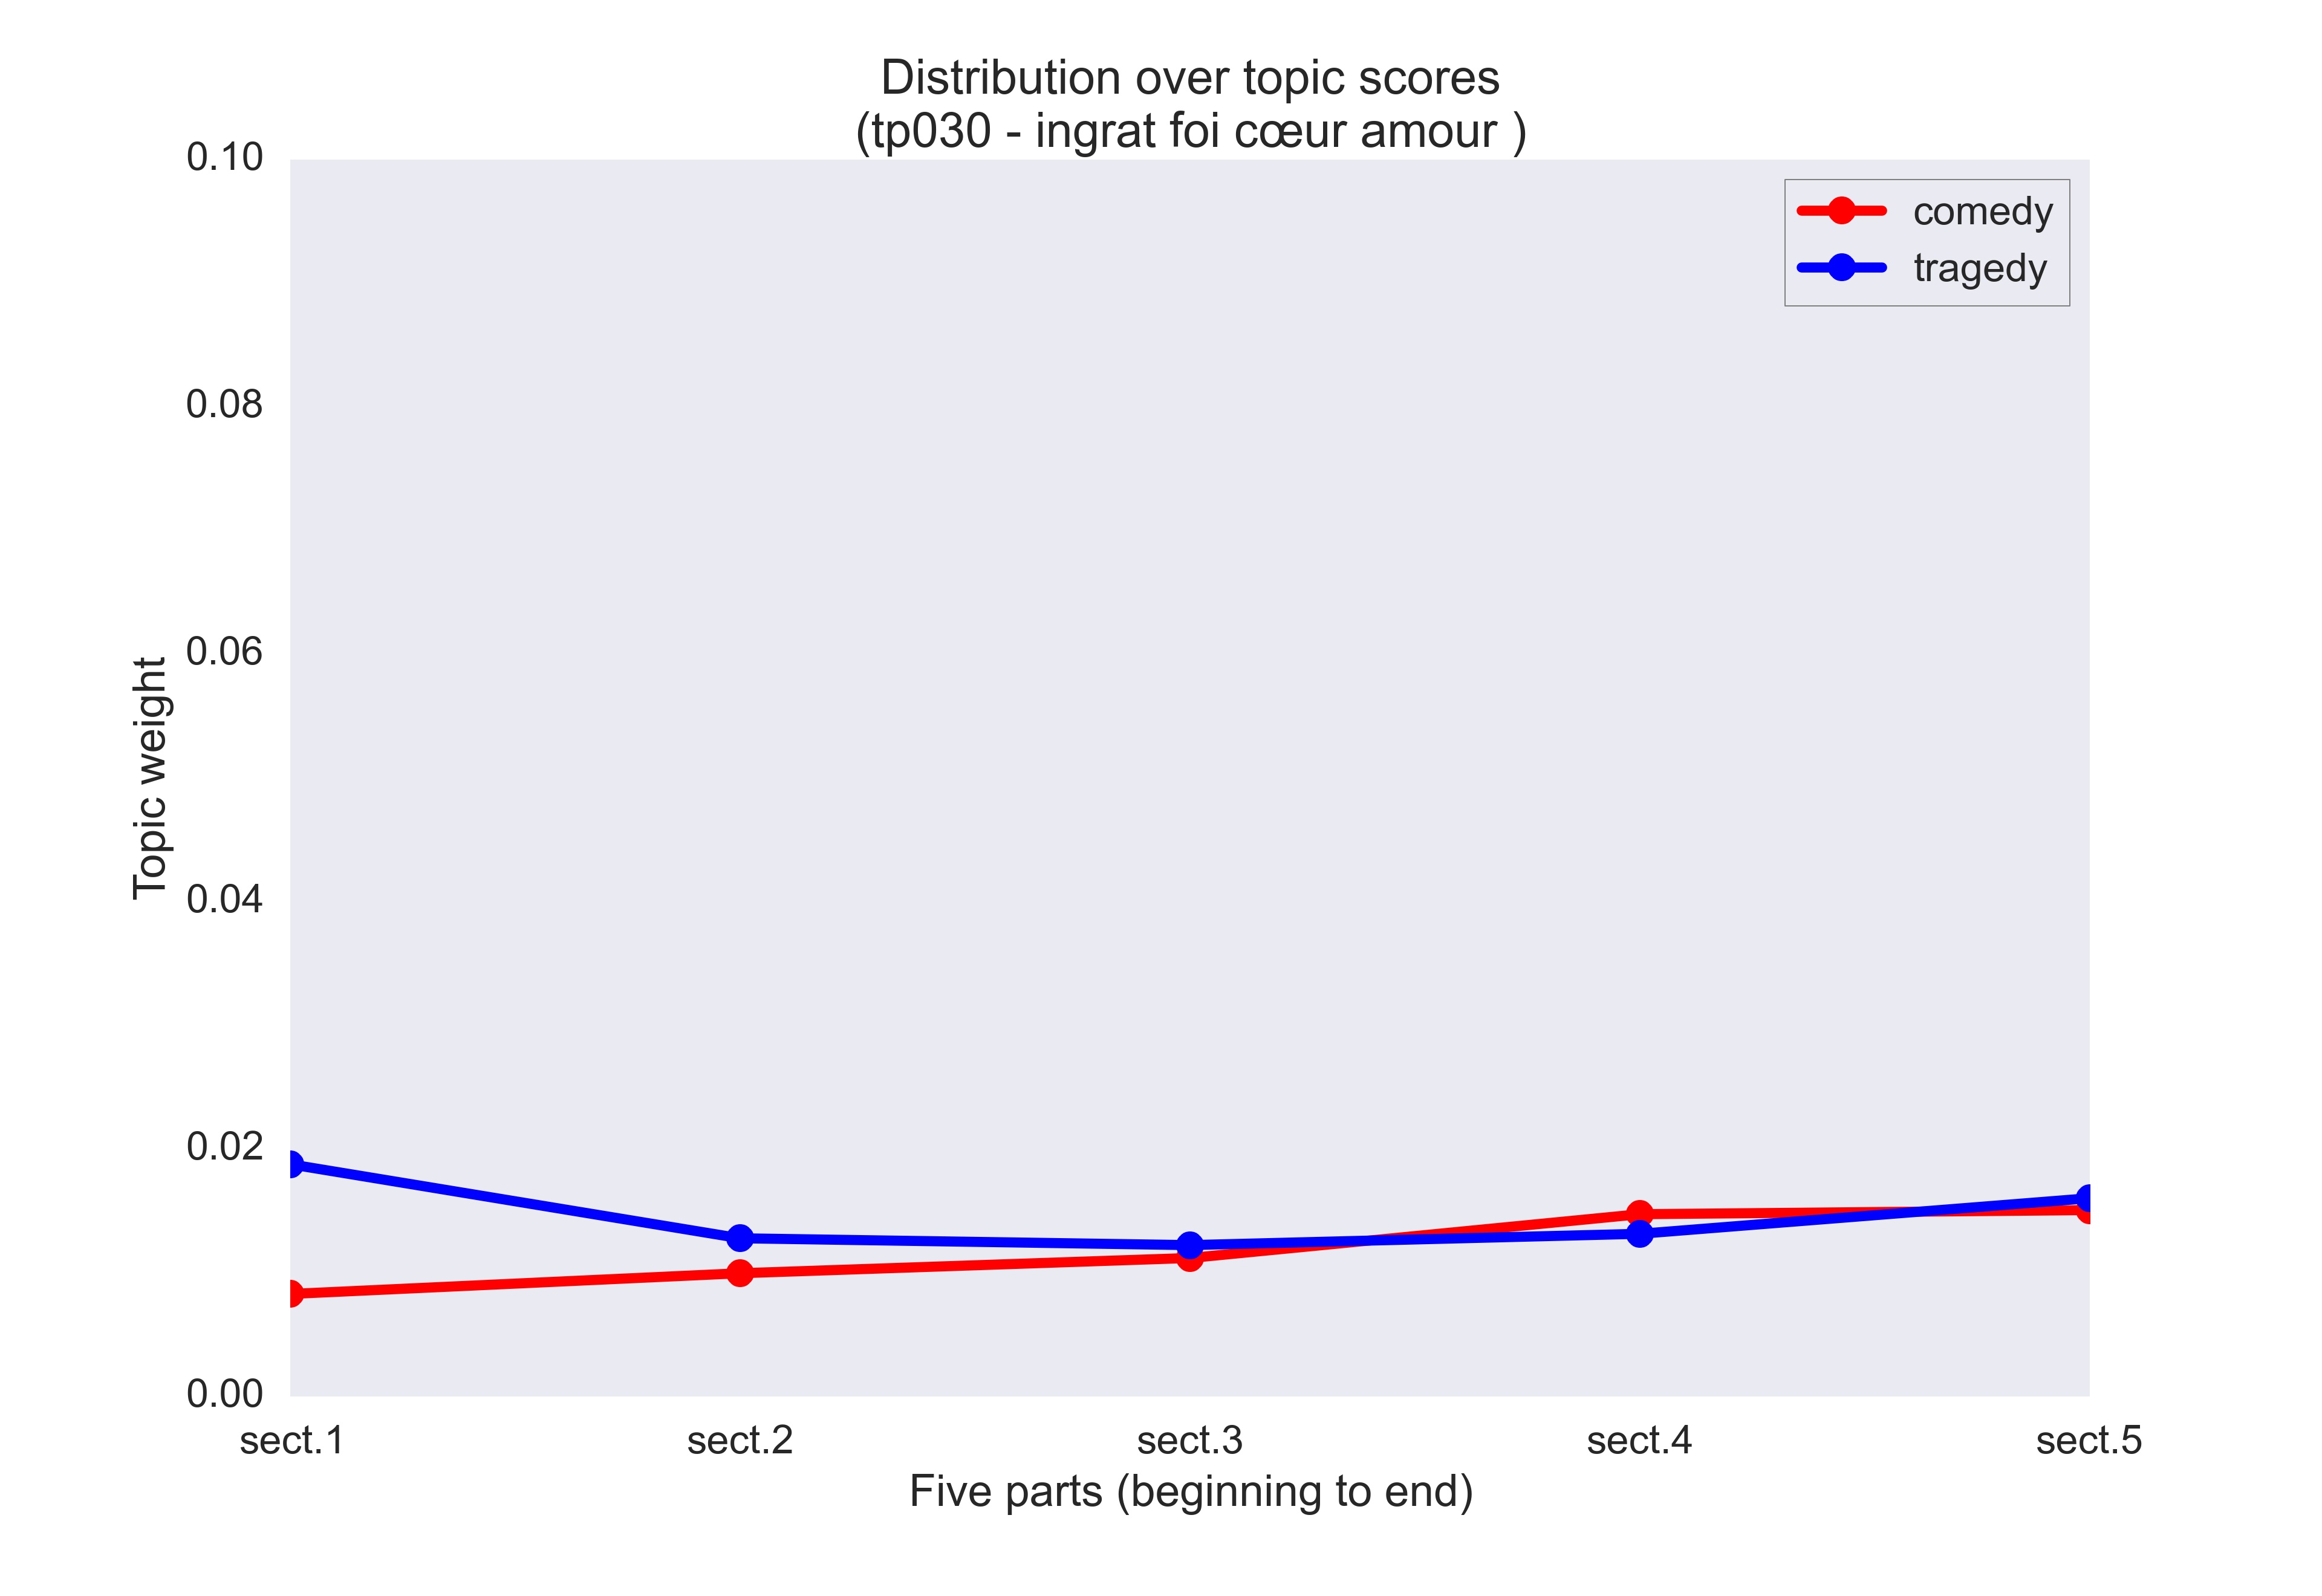 Distribution over topic scores
(tp030 - ingrat foi cœur amour )
comedy
tragedy
Topic weight
0.10
0.08
0.06
0.04
0.02
0.00
sect.1 sect.2 sect.3 sect.4 sect.5
Five parts (beginning to end)